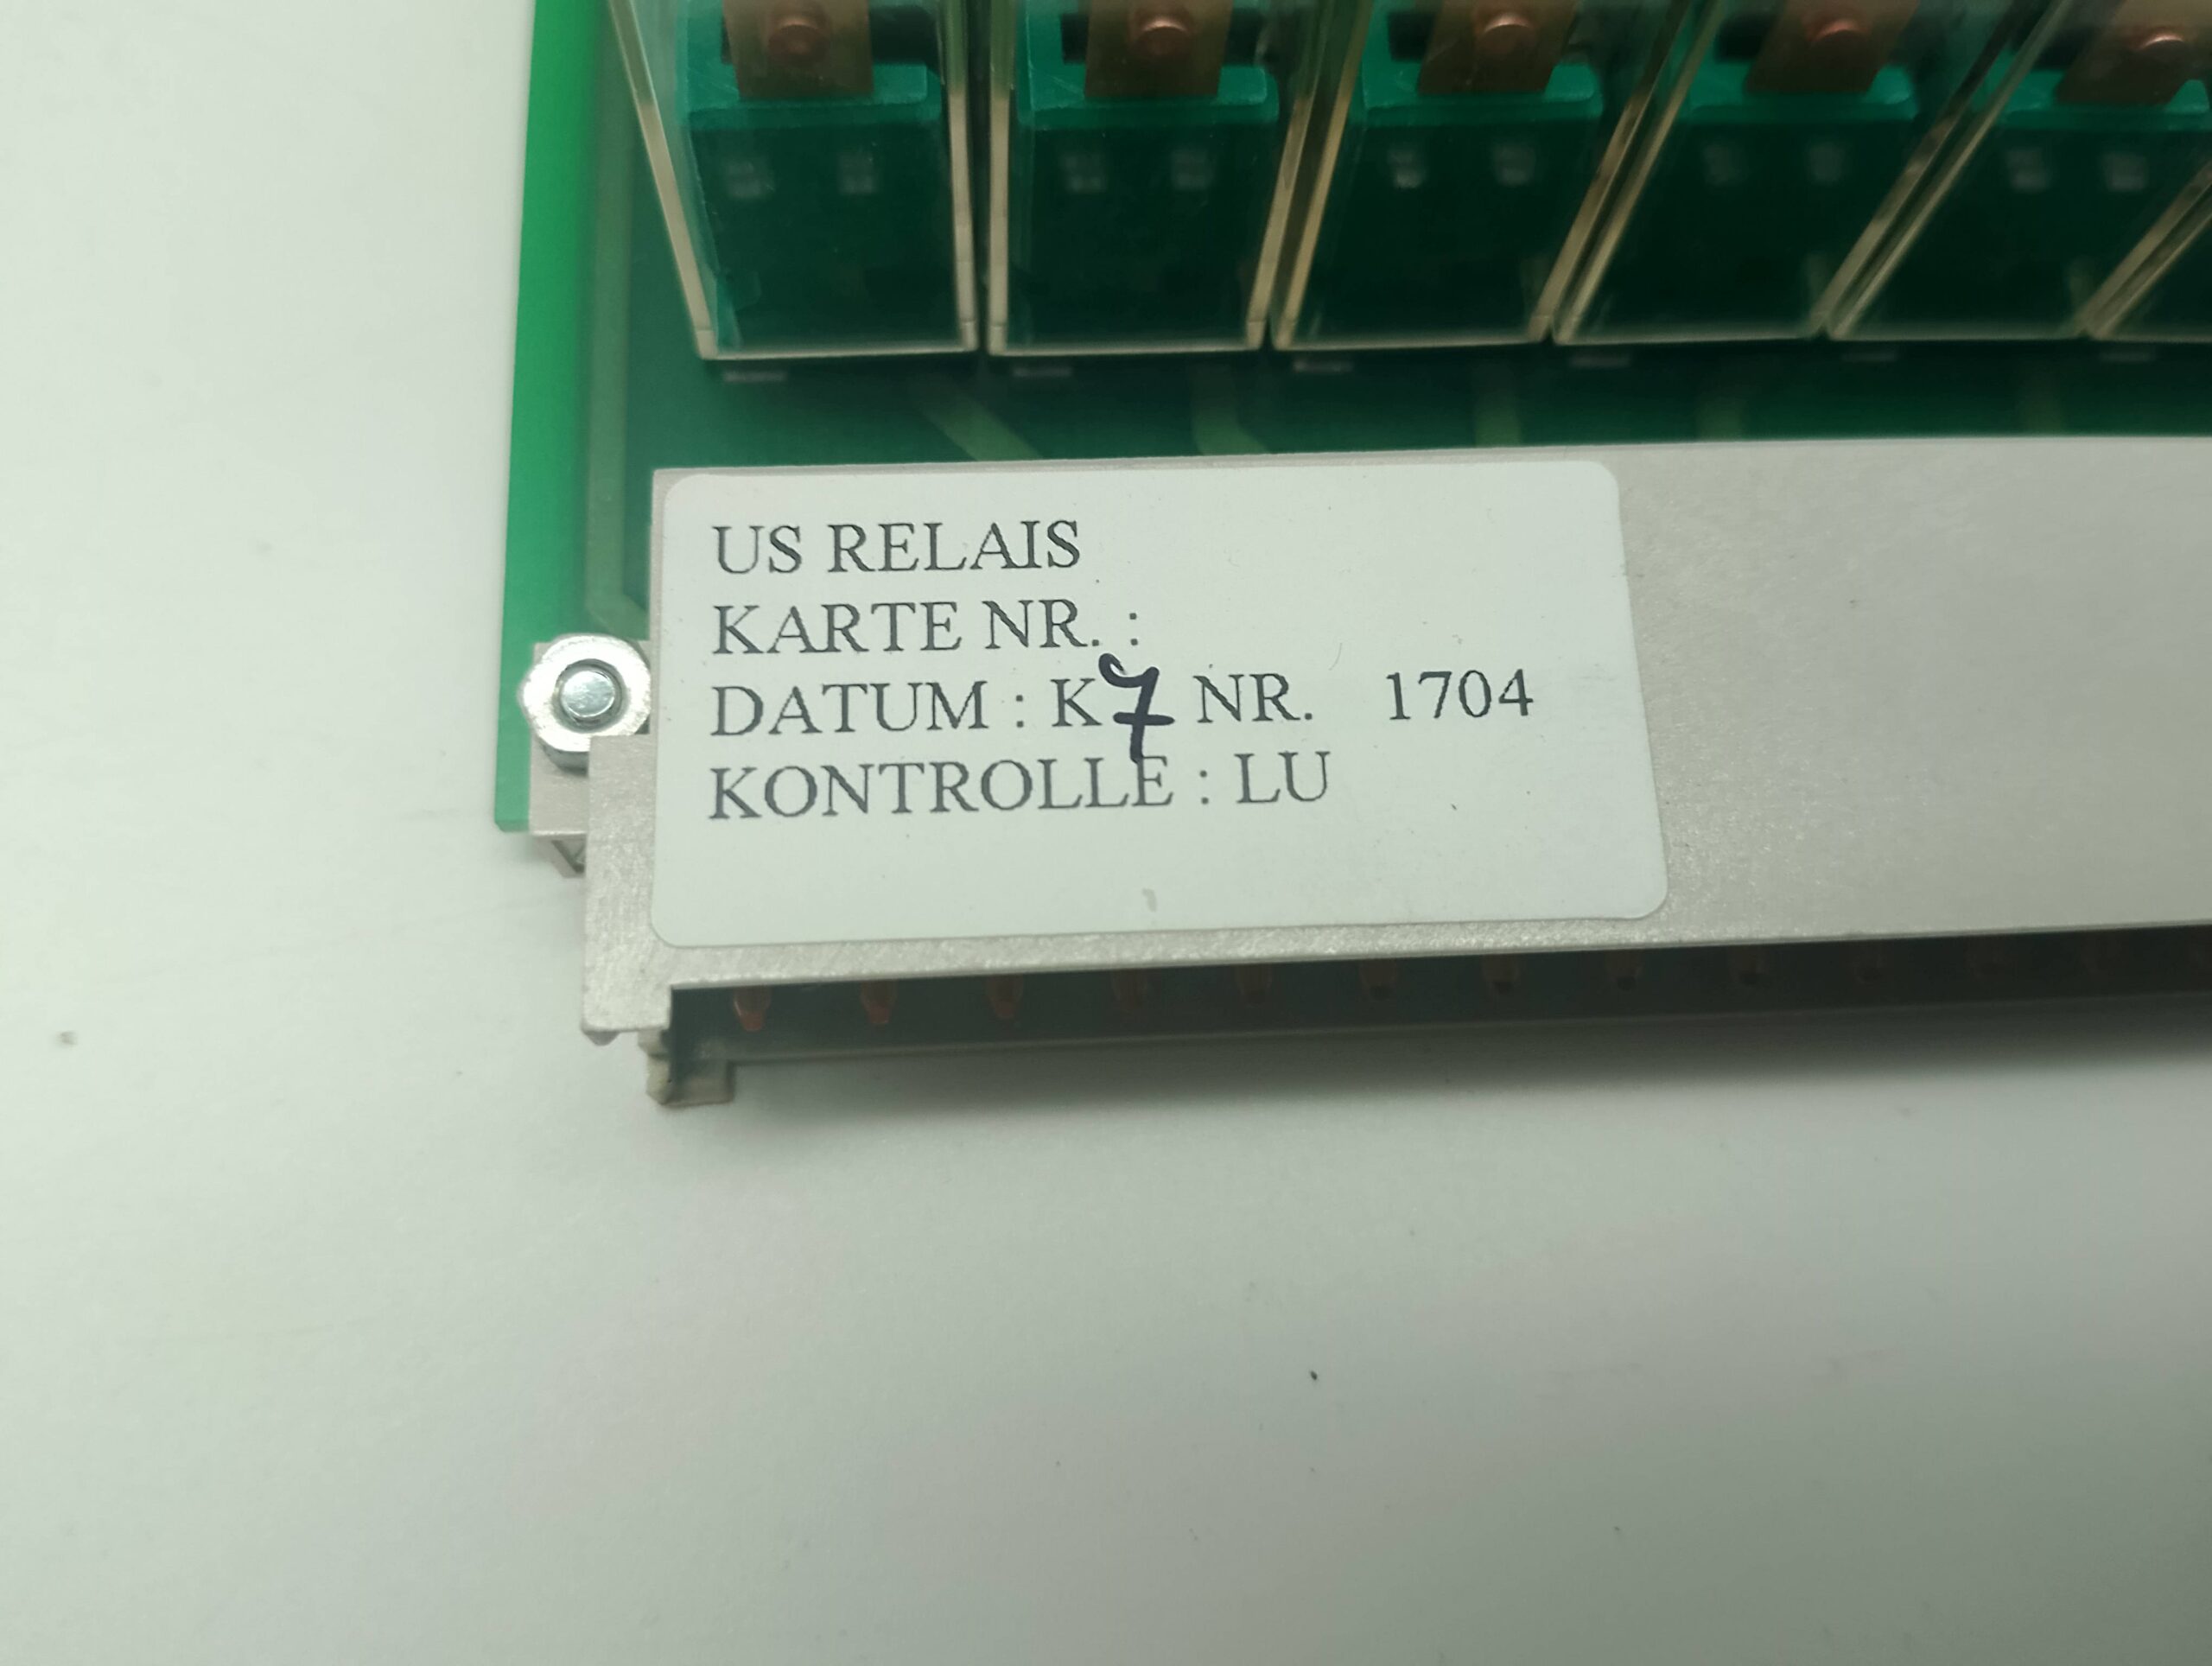 US RELAIS
KARTE NR. :
DATUM : K7 NR. 1704
KONTROLLE : LU